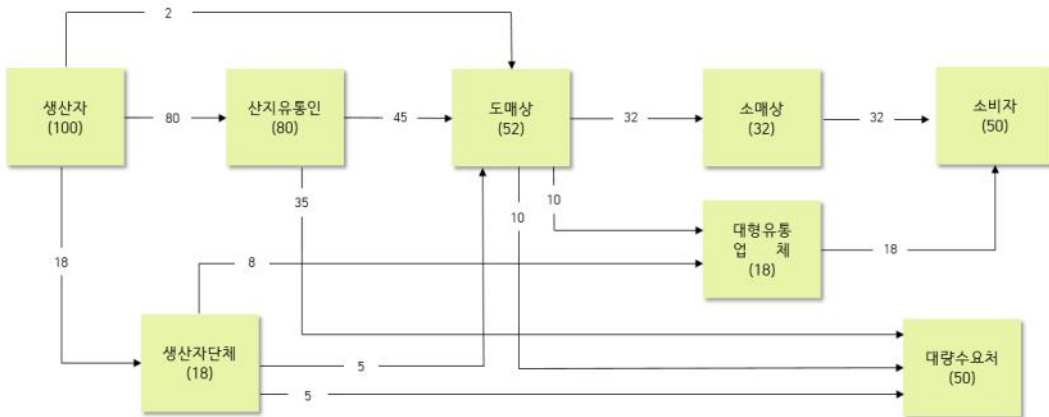 2
생산자
(100)
80
산지유통인
(80)
45
도매상
(52)
32
소매상
(32)
32
소비자
(50)
35
10
10
대형유통
업 체
(18)
18
18
8
생산자단체
(18)
5
5
대량수요처
(50)